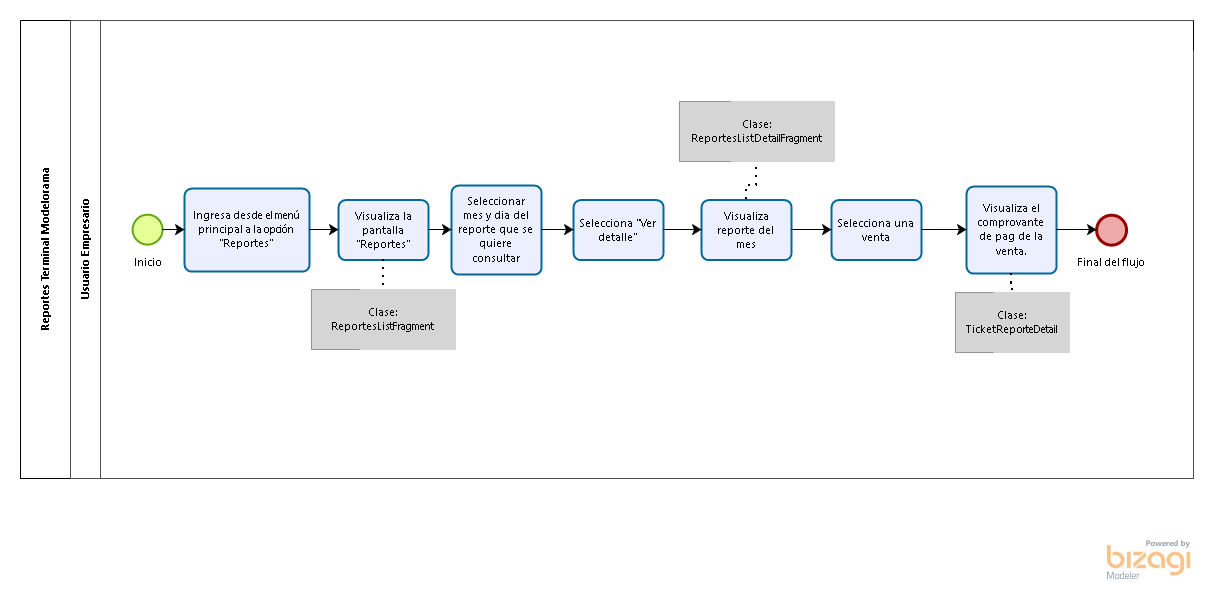 Reportes Terminal Modelorama
Usuario Empresario
Inicio
Ingresa desde el menú
principal a la opción
"Reportes"
Visualiza la
pantalla
"Reportes"
Clase:
ReportesListFragment
Seleccionar
mes y dia del
reporte que se
quiere
consultar
Selecciona "Ver
detalle"
Clase:
ReportesListDetailFragment
Visualiza
reporte del
mes
Selecciona una
venta
Visualiza el
comprovante
de pag de la
venta.
Clase:
TicketReporteDetail
Final del flujo
Powered by
bizagi
Modeler